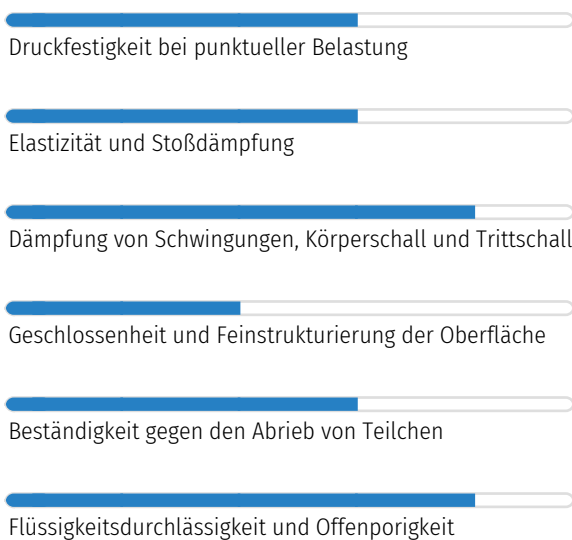 Druckfestigkeit bei punktueller Belastung
Elastizität und Stoßdämpfung
Dämpfung von Schwingungen, Körperschall und Trittschall
Geschlossenheit und Feinstrukturierung der Oberfläche
Beständigkeit gegen den Abrieb von Teilchen
Flüssigkeitsdurchlässigkeit und Offenporigkeit